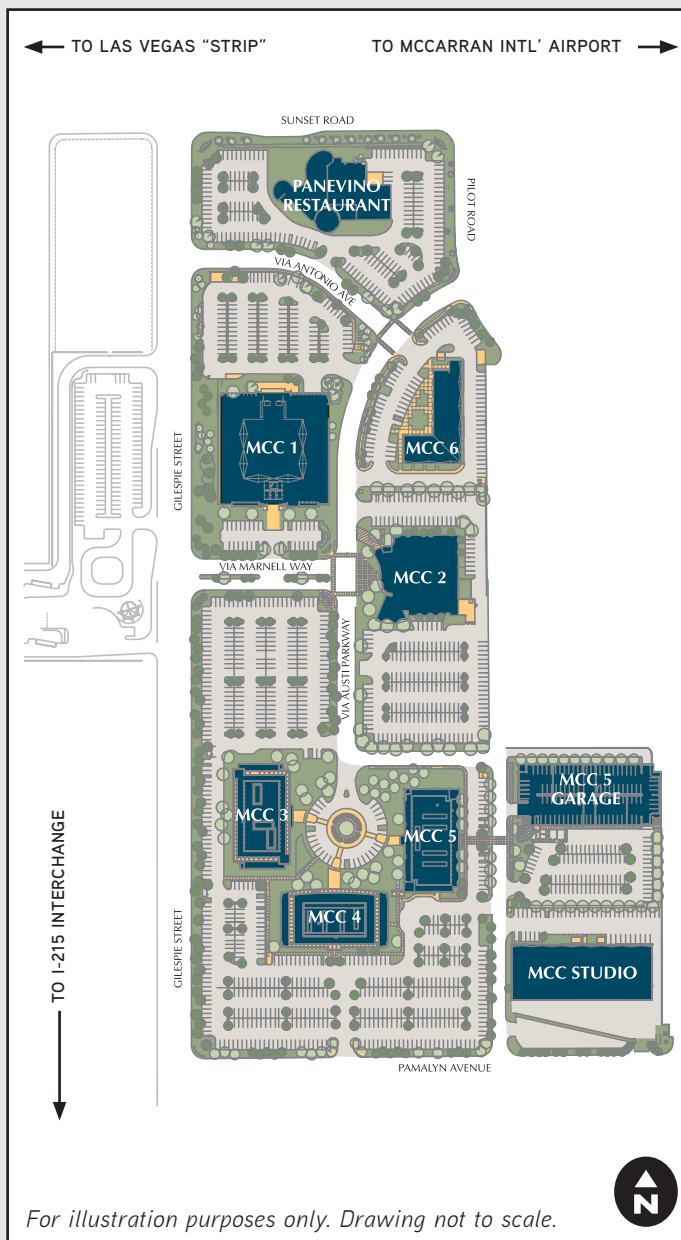 TO LAS VEGAS “STRIP”
TO MCCARRAN INTL’ AIRPORT
SUNSET ROAD
PANEVINO
RESTAURANT
PILOT ROAD
VIA ANTONIO AVE
GILESPIE STREET
MCC 1
MCC 6
VIA MARNELL WAY
MCC 2
VIA AUSTI PARKWAY
MCC 5
GARAGE
MCC 3
MCC 5
TO I-215 INTERCHANGE
MCC 4
GILESPIE STREET
MCC STUDIO
PAMALYN AVENUE
N
For illustration purposes only. Drawing not to scale.